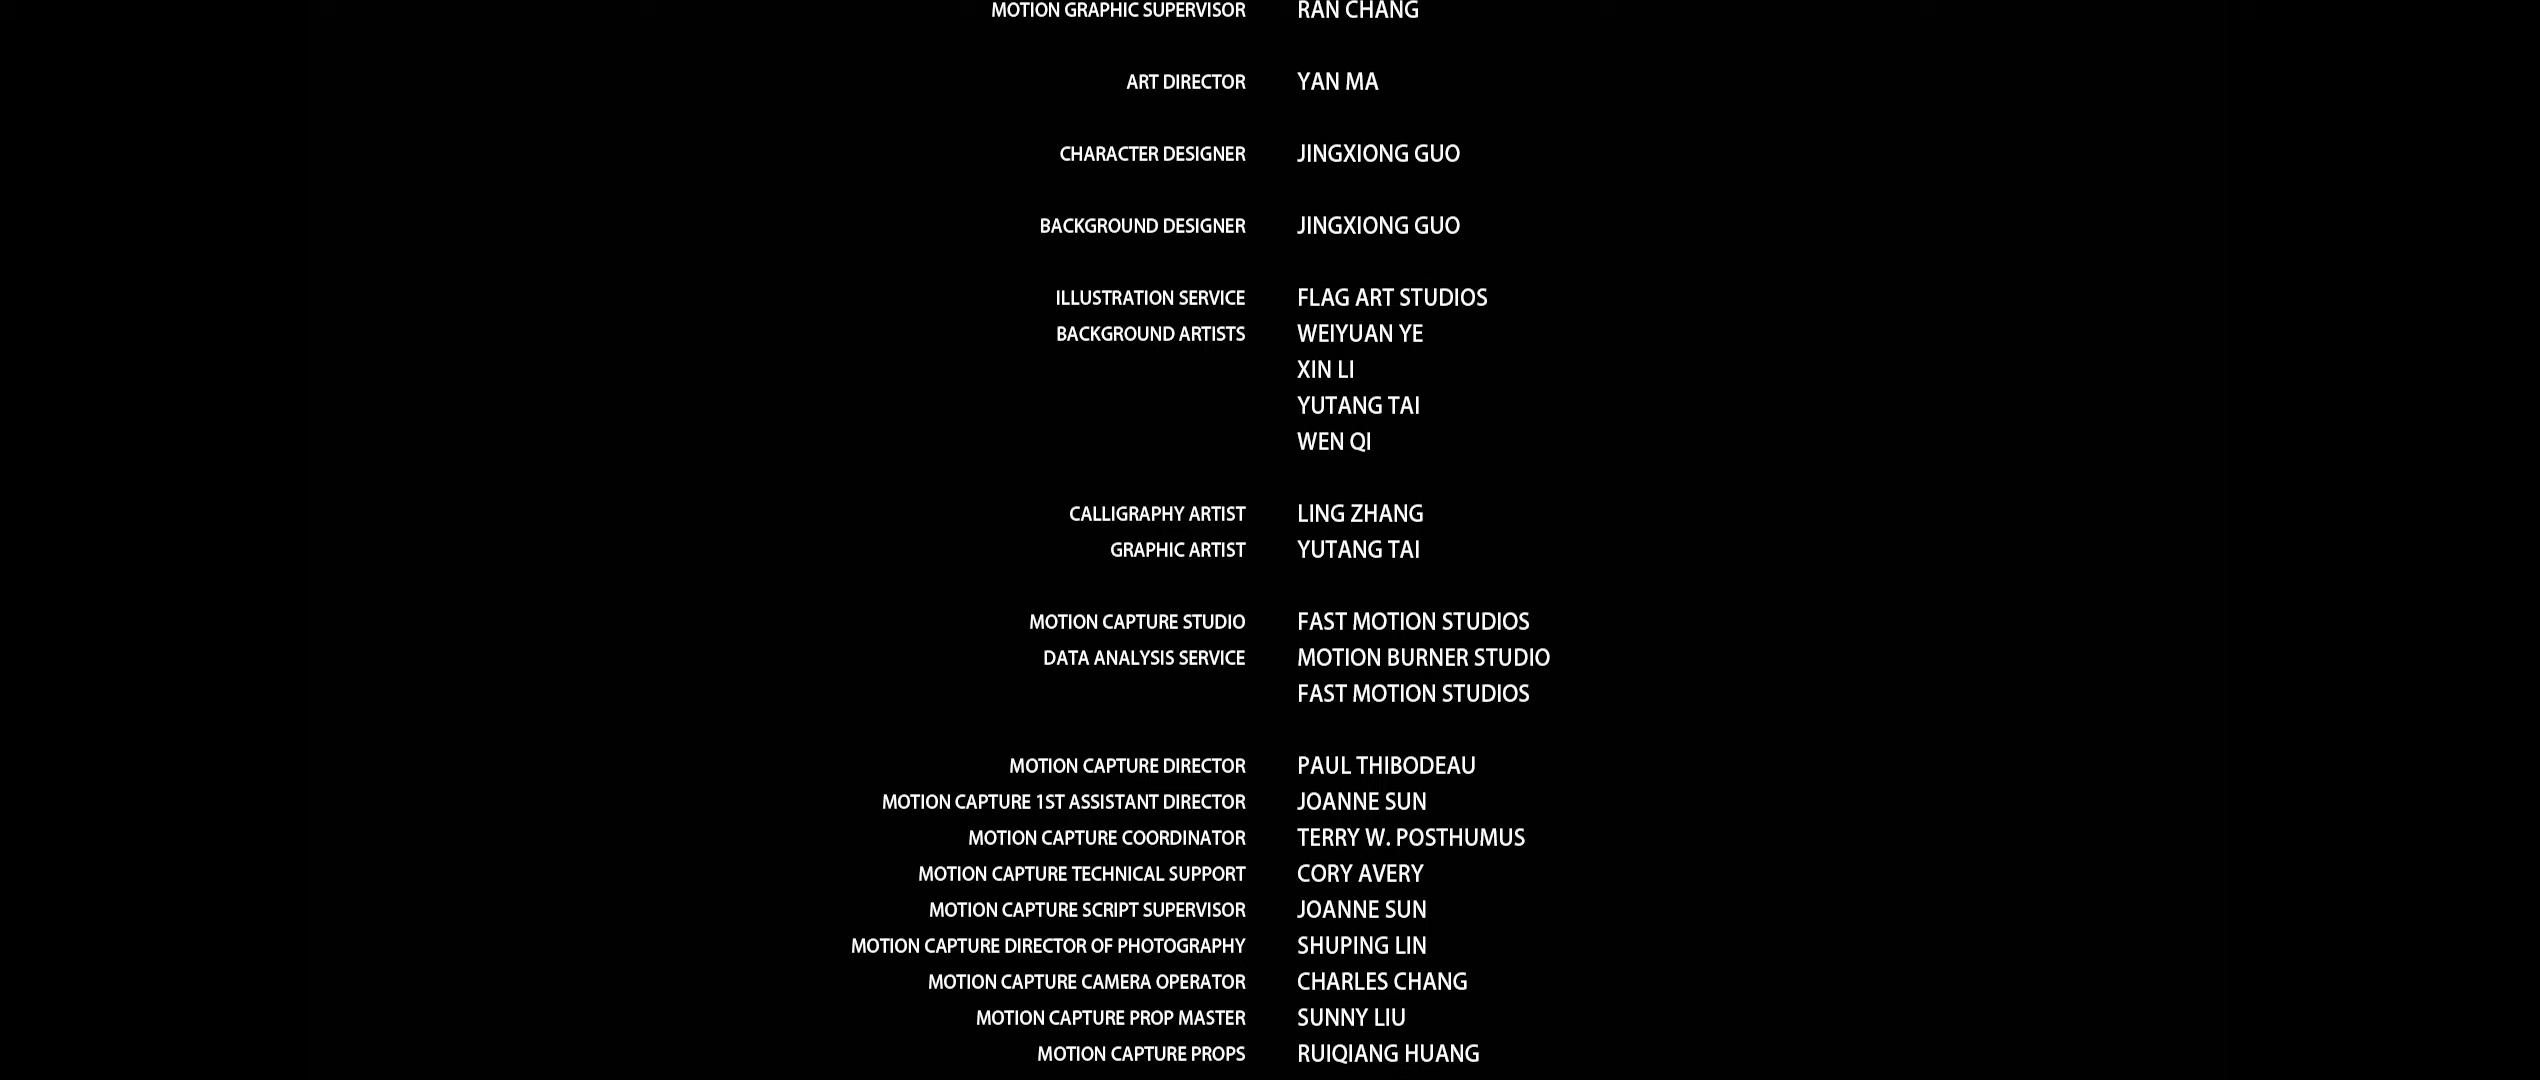 MOTION GRAPHIC SUPERVISOR RAN CHANG
ART DIRECTOR YAN MA
CHARACTER DESIGNER JINGXIONG GUO
BACKGROUND DESIGNER JINGXIONG GUO
ILLUSTRATION SERVICE FLAG ART STUDIOS
BACKGROUND ARTISTS WEIYUAN YE
XIN LI
YUTANG TAI
WEN QI
CALLIGRAPHY ARTIST LING ZHANG
GRAPHIC ARTIST YUTANG TAI
MOTION CAPTURE STUDIO FAST MOTION STUDIOS
DATA ANALYSIS SERVICE MOTION BURNER STUDIO
FAST MOTION STUDIOS
MOTION CAPTURE DIRECTOR PAUL THIBODEAU
MOTION CAPTURE 1ST ASSISTANT DIRECTOR JOANNE SUN
MOTION CAPTURE COORDINATOR TERRY W. POSTHUMUS
MOTION CAPTURE TECHNICAL SUPPORT CORY AVERY
MOTION CAPTURE SCRIPT SUPERVISOR JOANNE SUN
MOTION CAPTURE DIRECTOR OF PHOTOGRAPHY SHUPING LIN
MOTION CAPTURE CAMERA OPERATOR CHARLES CHANG
MOTION CAPTURE PROP MASTER SUNNY LIU
MOTION CAPTURE PROPS RUIQIANG HUANG